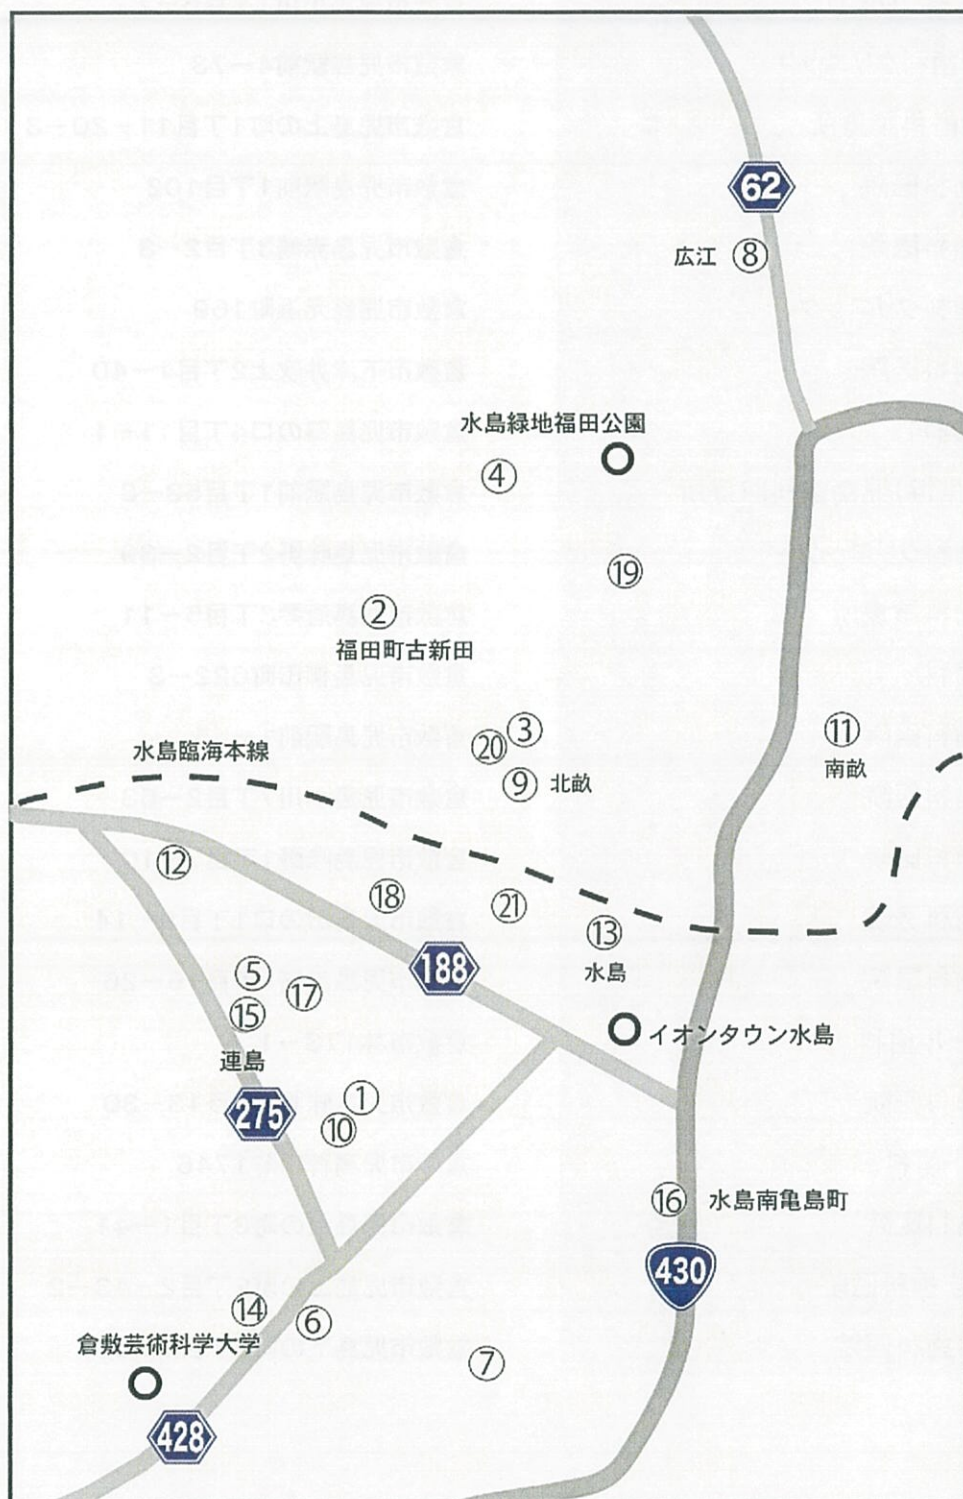 62
広江 ⑧
水島緑地福田公園
④
⑲
②
福田町古新田
③
⑪
⑳
水島臨海本線
南畝
⑨ 北畝
⑫
⑱
㉑
⑬
188
水島
⑤
⑰
⑮
イオンタウン水島
連島
①
275
⑩
⑯ 水島南亀島町
430
⑭
⑥
倉敷芸術科学大学
⑦
428